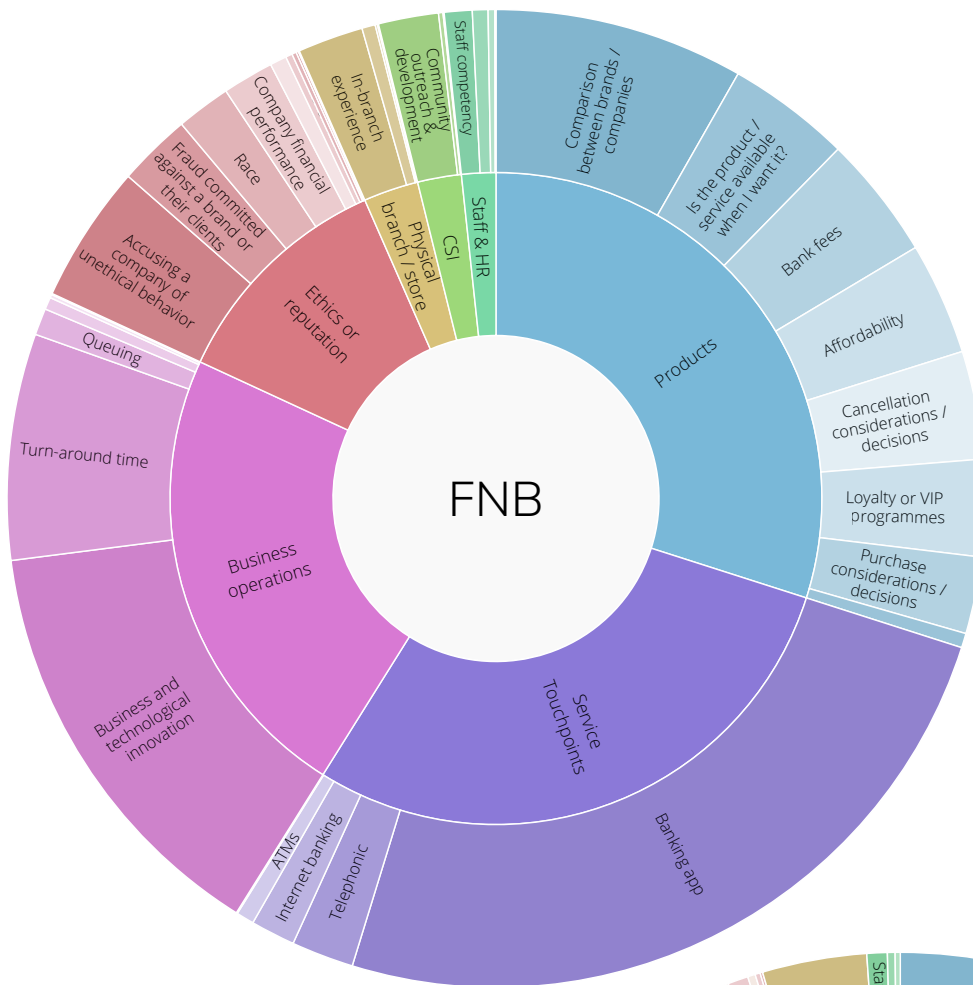 FNB
Products
Comparison
between brands /
companies
Is the product /
service available
when I want it?
Bank fees
Affordability
Cancellation
considerations /
decisions
Loyalty or VIP
programmes
Purchase
considerations /
decisions
Service
Touchpoints
Banking app
Telephonic
Internet banking
ATMs
Business
operations
Business and
technological
innovation
Turn-around time
Queuing
Ethics or
reputation
Accusing a
company of
unethical behavior
Fraud committed
against a brand or
their clients
Race
Company financial
performance
Physical
branch / store
In-branch
experience
CSI
Community
outreach &
development
Staff & HR
Staff competency
Sta